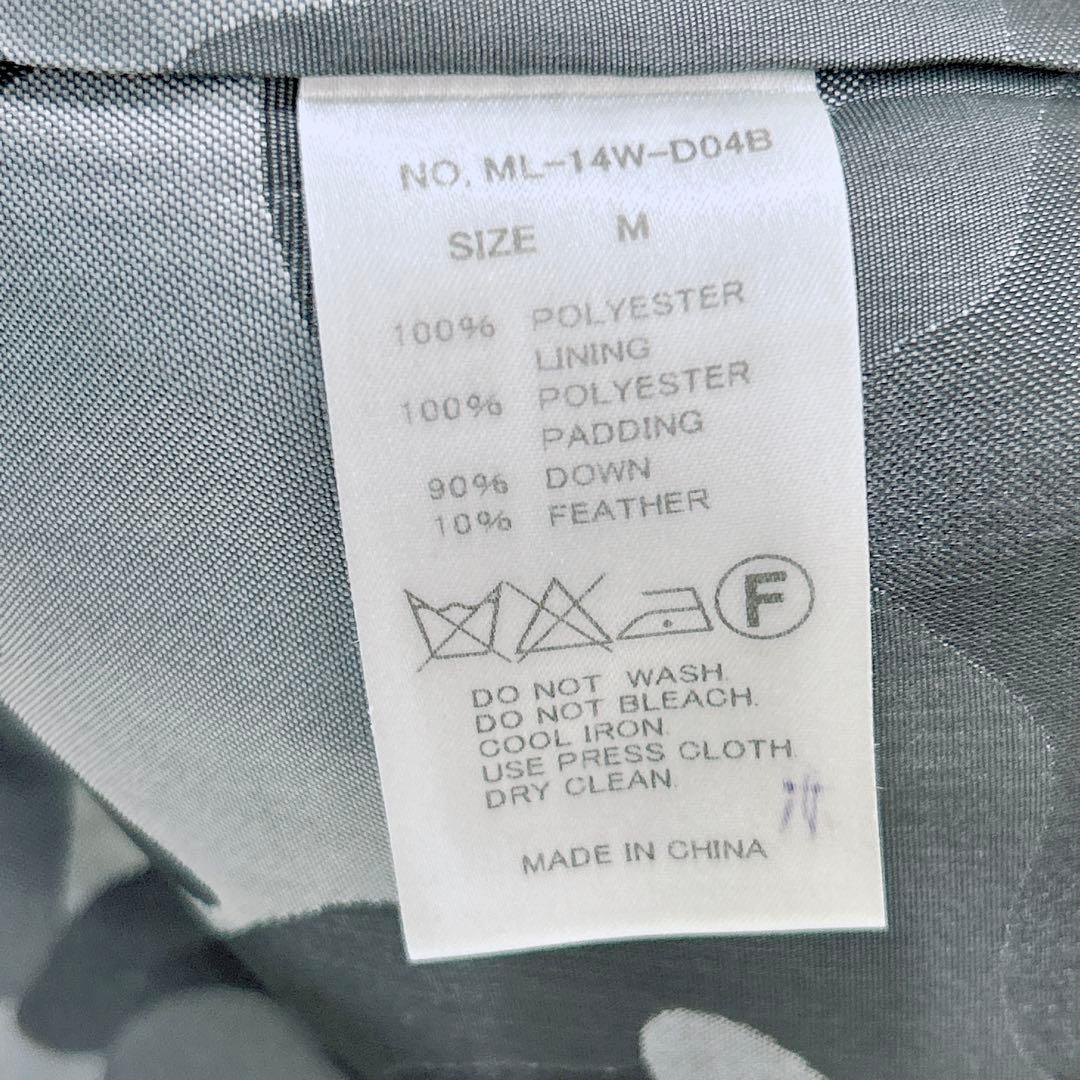 NO. ML-14W-D04B
SIZE M
100% POLYESTER
LINING
100% POLYESTER
PADDING
90% DOWN
10% FEATHER
F
DO NOT WASH.
DO NOT BLEACH.
COOL IRON.
USE PRESS CLOTH.
DRY CLEAN.
MADE IN CHINA